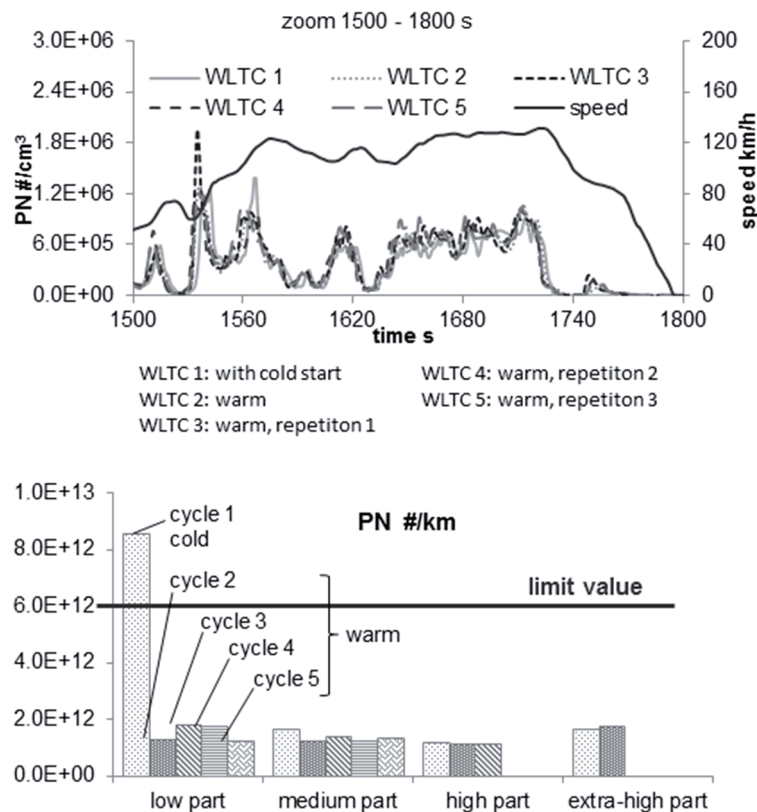 zoom 1500 - 1800 s
3.0E+06
2.4E+06
1.8E+06
1.2E+06
6.0E+05
0.0E+00
PN #/cm³
WLTC 1 WLTC 2 WLTC 3
WLTC 4 WLTC 5 speed
200
160
120
80
40
0
speed km/h
1500 1560 1620 1680 1740 1800
time s
WLTC 1: with cold start WLTC 4: warm, repetiton 2
WLTC 2: warm WLTC 5: warm, repetiton 3
WLTC 3: warm, repetiton 1
1.0E+13
8.0E+12
6.0E+12
4.0E+12
2.0E+12
0.0E+00
PN #/km
cycle 1
cold
cycle 2
limit value
cycle 3
warm
cycle 4
cycle 5
low part medium part high part extra-high part